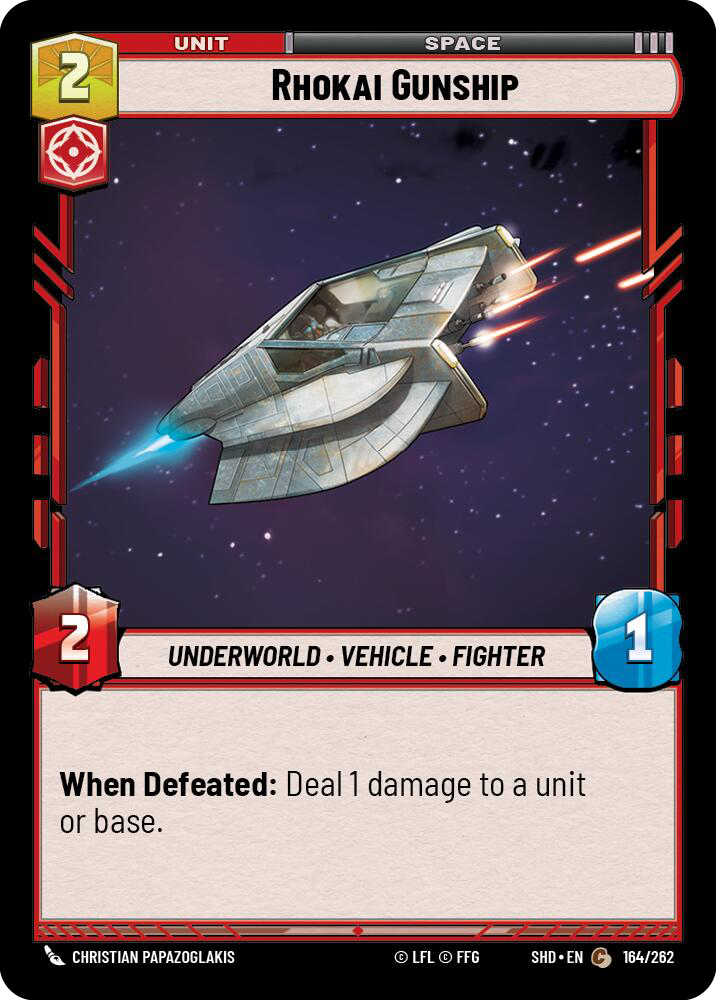 UNIT SPACE
2 RHOKAI GUNSHIP
2 UNDERWORLD • VEHICLE • FIGHTER 1
When Defeated: Deal 1 damage to a unit
or base.
CHRISTIAN PAPAZOGLAKIS © LFL © FFG SHD • EN C 164/262